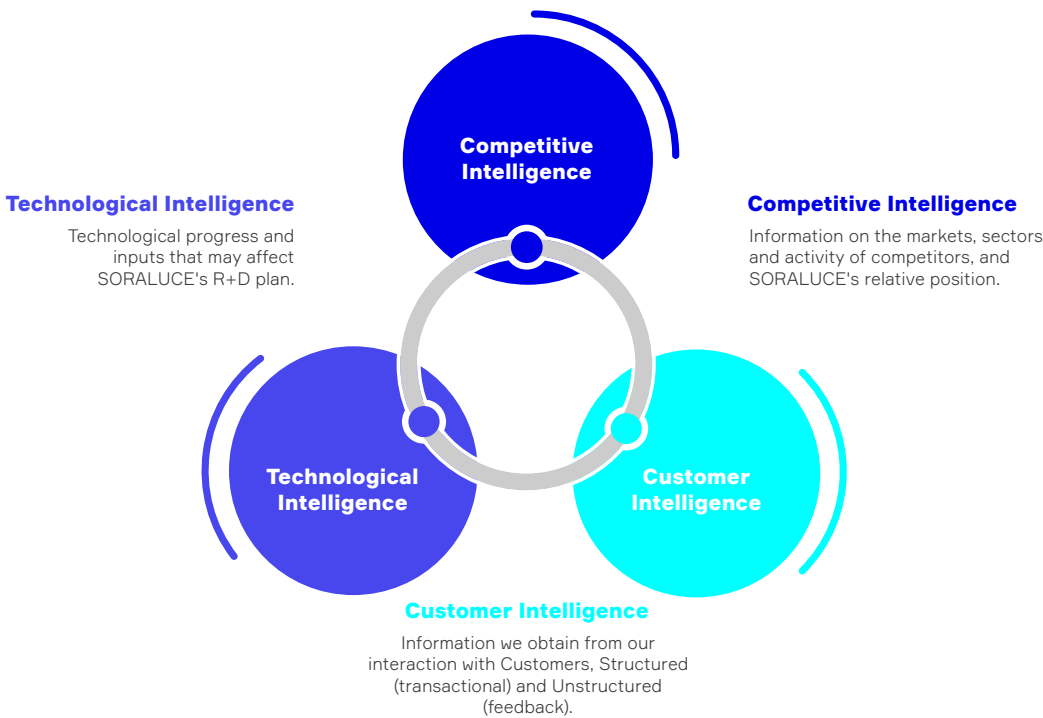 Competitive
Intelligence
Technological Intelligence
Technological progress and
inputs that may affect
SORALUCE's R+D plan.
Competitive Intelligence
Information on the markets, sectors
and activity of competitors, and
SORALUCE's relative position.
Technological
Intelligence
Customer
Intelligence
Customer Intelligence
Information we obtain from our
interaction with Customers, Structured
(transactional) and Unstructured
(feedback).